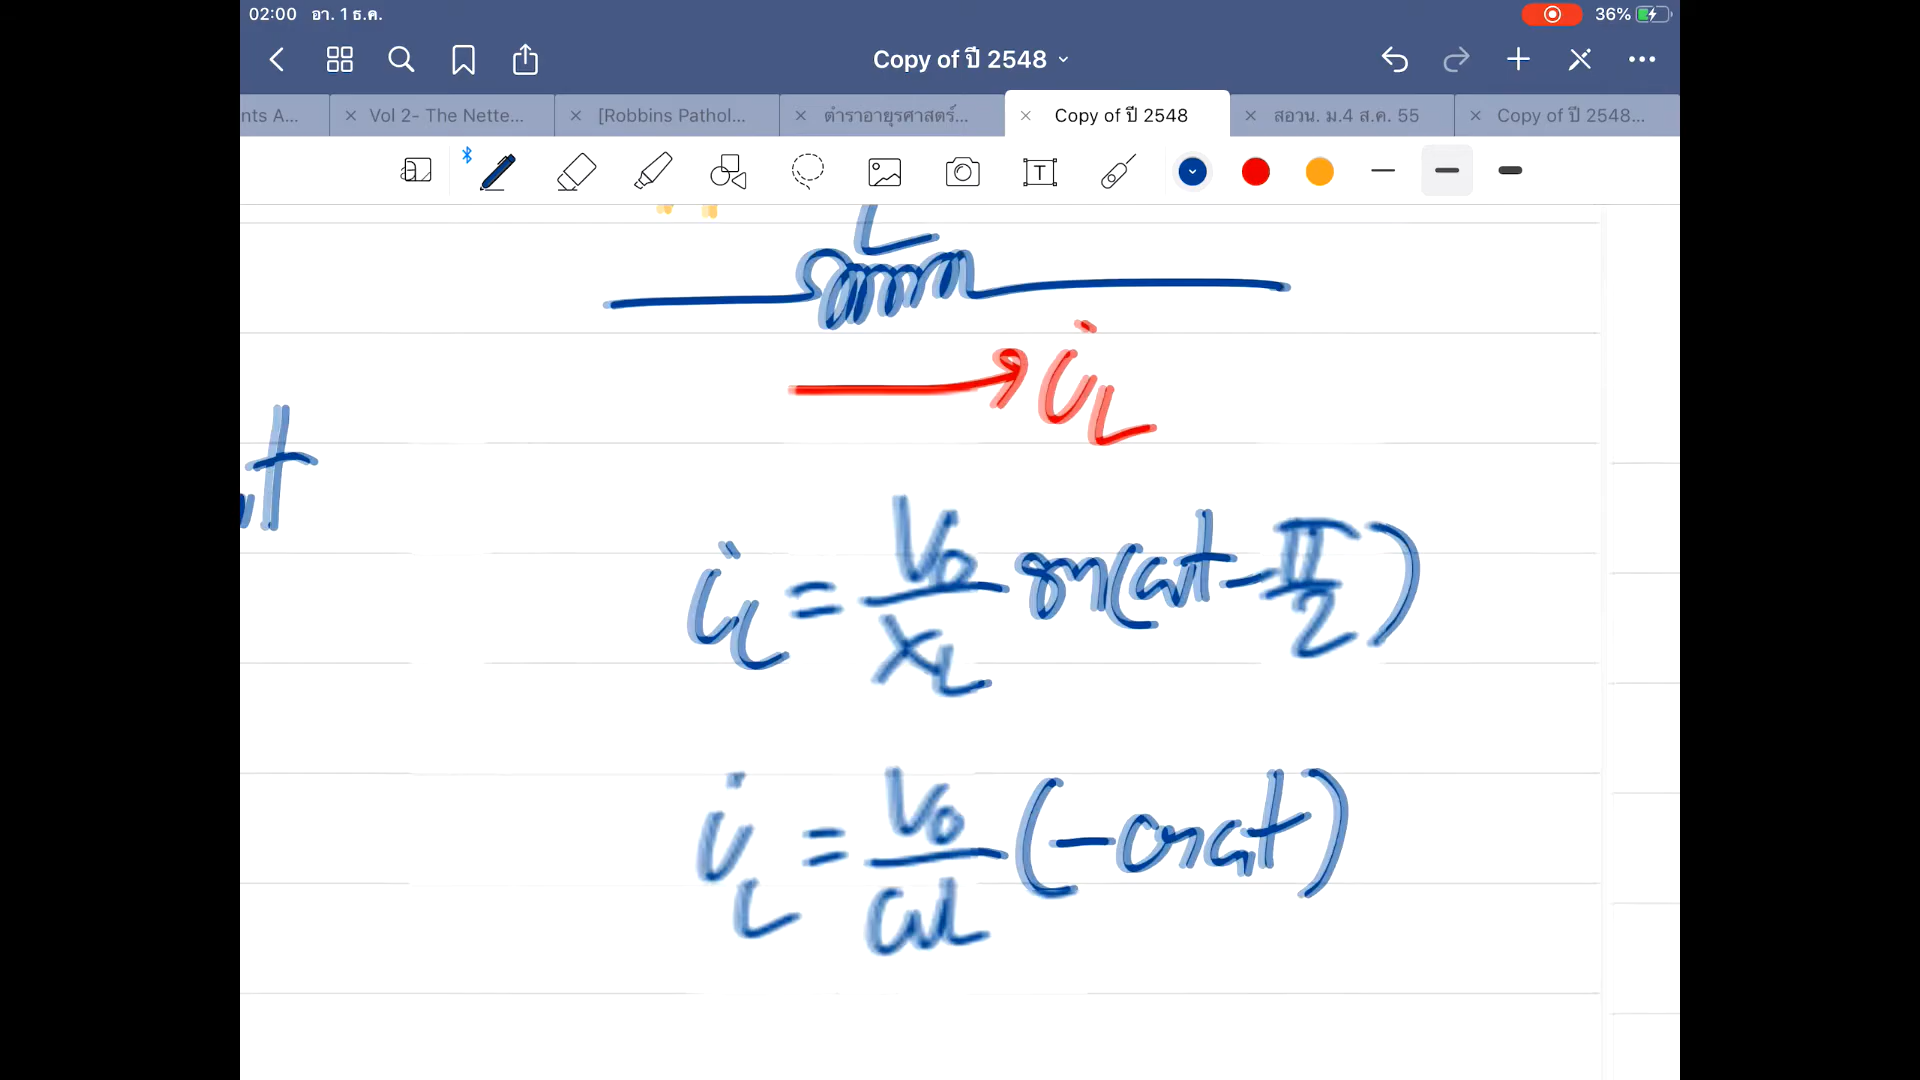 02:00 อา. 1 ธ.ค. 36%
Copy of ปี 2548
nts A... Vol 2- The Nette... [Robbins Pathol... ตำราอายุรศาสตร์... Copy of ปี 2548 สอวน. ม.4 ส.ค. 55 Copy of ปี 2548...
L
i_L
ωt
i_L = V_0/X_L sin(ωt - π/2)
i_L = V_0/ωL (-cos ωt)